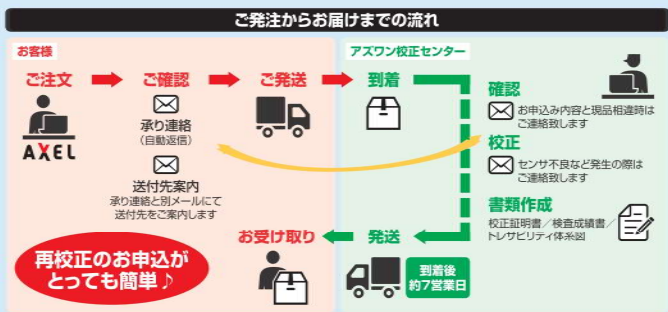 ご発注からお届けまでの流れ
お客様
ご注文
ご確認
ご発送
AXEL
承り連絡
(自動返信)
送付先案内
承り連絡と別メールにて
送付先をご案内します
再校正のお申込が
とっても簡単♪
お受け取り
アズワン校正センター
到着
確認
お申込み内容と現品相違時は
ご連絡致します
校正
センサ不良など発生の際は
ご連絡致します
書類作成
校正証明書／検査成績書／
トレサビリティ体系図
発送
到着後
約7営業日